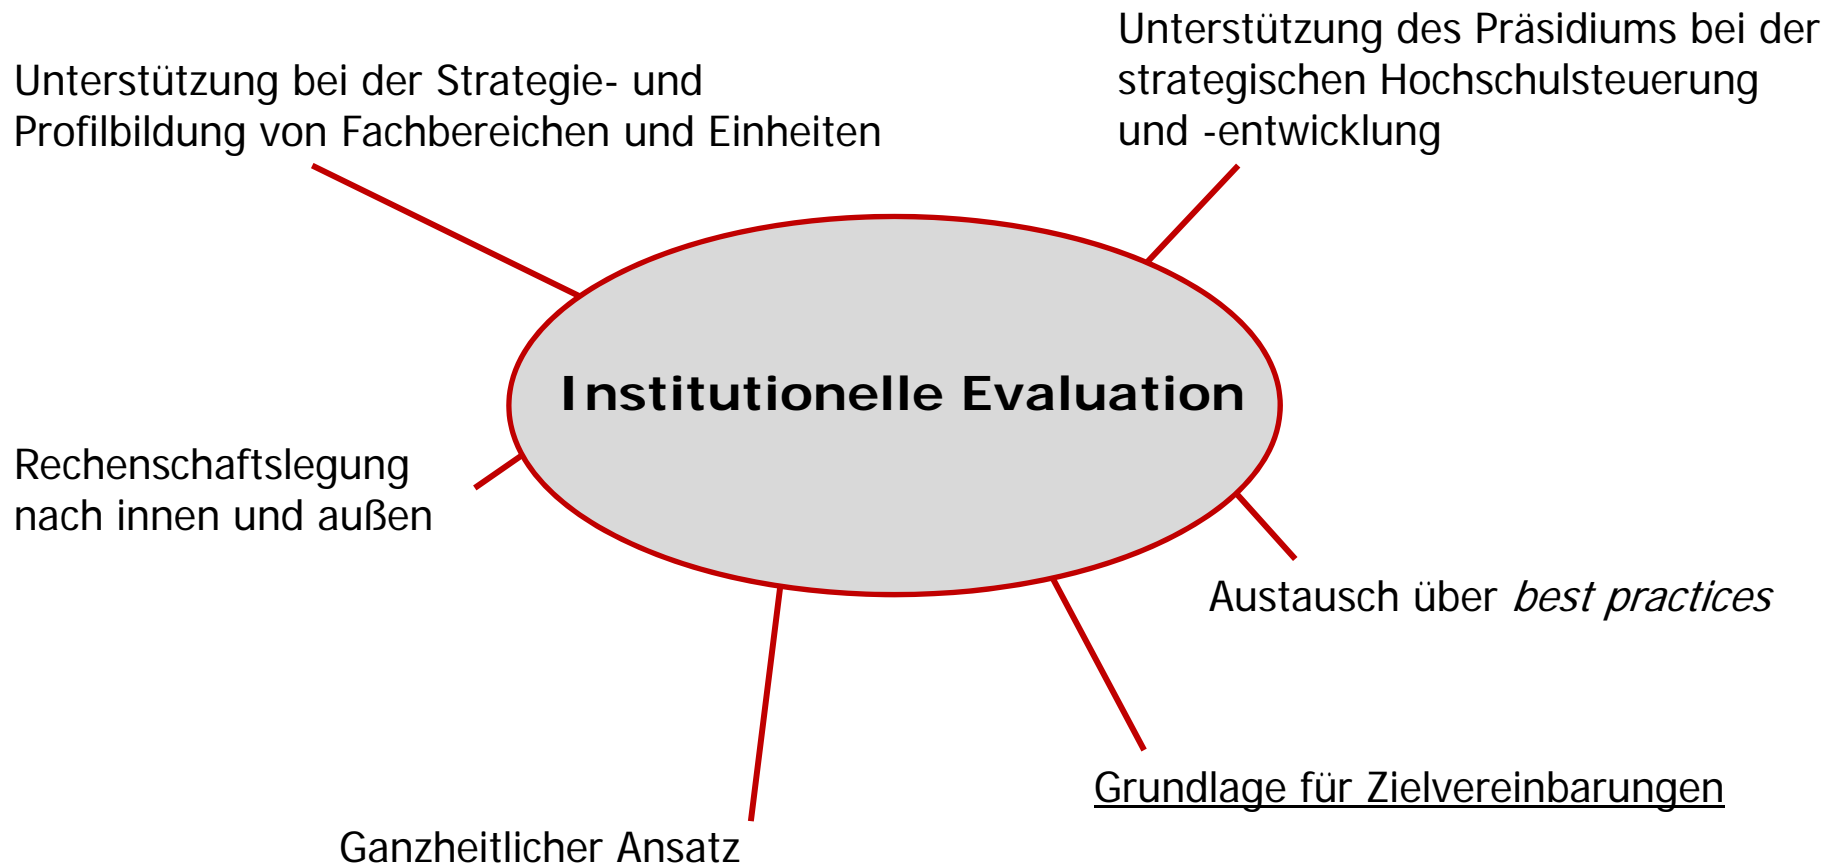 Unterstützung bei der Strategie- und
Profilbildung von Fachbereichen und Einheiten
Unterstützung des Präsidiums bei der
strategischen Hochschulsteuerung
und -entwicklung
Institutionelle Evaluation
Rechenschaftslegung
nach innen und außen
Austausch über best practices
Grundlage für Zielvereinbarungen
Ganzheitlicher Ansatz